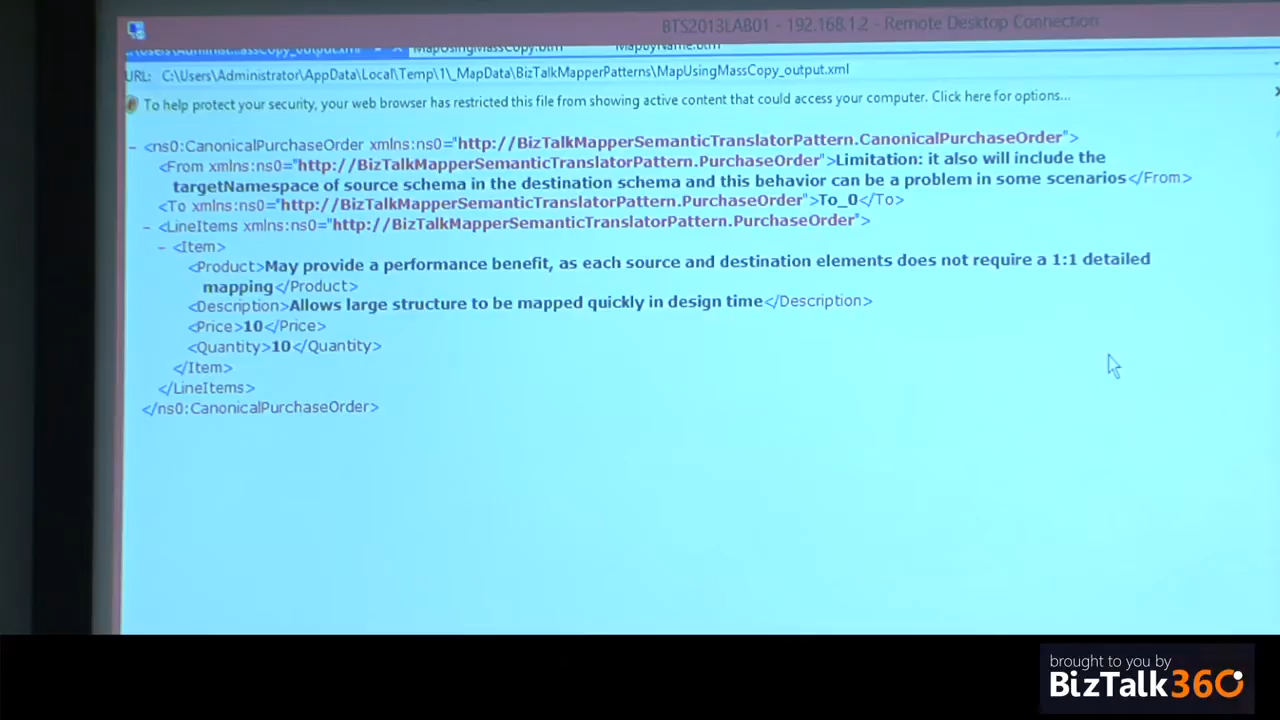 BTS2013LAB01 - 192.168.1.2 - Remote Desktop Connection
MapUsingMassCopy.btm MapByName.btm
URL: C:\Users\Administrator\AppData\Local\Temp\1\_MapData\BizTalkMapperPatterns\MapUsingMassCopy_output.xml
To help protect your security, your web browser has restricted this file from showing active content that could access your computer. Click here for options...
- <ns0:CanonicalPurchaseOrder xmlns:ns0="http://BizTalkMapperSemanticTranslatorPattern.CanonicalPurchaseOrder">
<From xmlns:ns0="http://BizTalkMapperSemanticTranslatorPattern.PurchaseOrder">Limitation: it also will include the
targetNamespace of source schema in the destination schema and this behavior can be a problem in some scenarios</From>
<To xmlns:ns0="http://BizTalkMapperSemanticTranslatorPattern.PurchaseOrder">To_0</To>
- <LineItems xmlns:ns0="http://BizTalkMapperSemanticTranslatorPattern.PurchaseOrder">
- <Item>
<Product>May provide a performance benefit, as each source and destination elements does not require a 1:1 detailed
mapping</Product>
<Description>Allows large structure to be mapped quickly in design time</Description>
<Price>10</Price>
<Quantity>10</Quantity>
</Item>
</LineItems>
</ns0:CanonicalPurchaseOrder>
brought to you by
BizTalk360